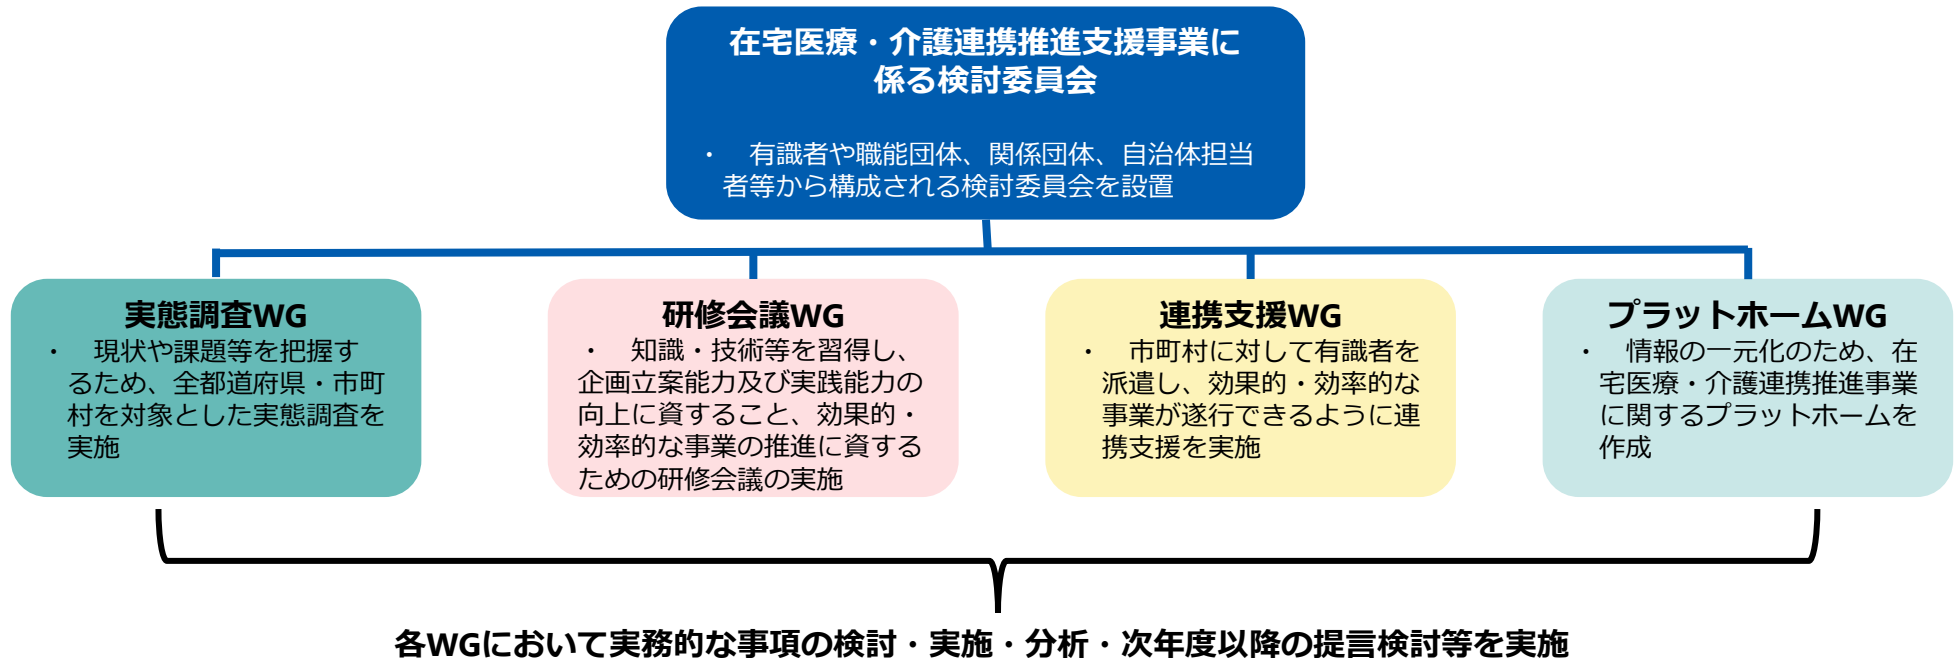 在宅医療・介護連携推進支援事業に
係る検討委員会
・　有識者や職能団体、関係団体、自治体担当
者等から構成される検討委員会を設置
実態調査WG
・　現状や課題等を把握す
るため、全都道府県・市町
村を対象とした実態調査を
実施
研修会議WG
・　知識・技術等を習得し、
企画立案能力及び実践能力の
向上に資すること、効果的・
効率的な事業の推進に資する
ための研修会議の実施
連携支援WG
・　市町村に対して有識者を
派遣し、効果的・効率的な
事業が遂行できるように連
携支援を実施
プラットホームWG
・　情報の一元化のため、在
宅医療・介護連携推進事業
に関するプラットホームを
作成
各WGにおいて実務的な事項の検討・実施・分析・次年度以降の提言検討等を実施